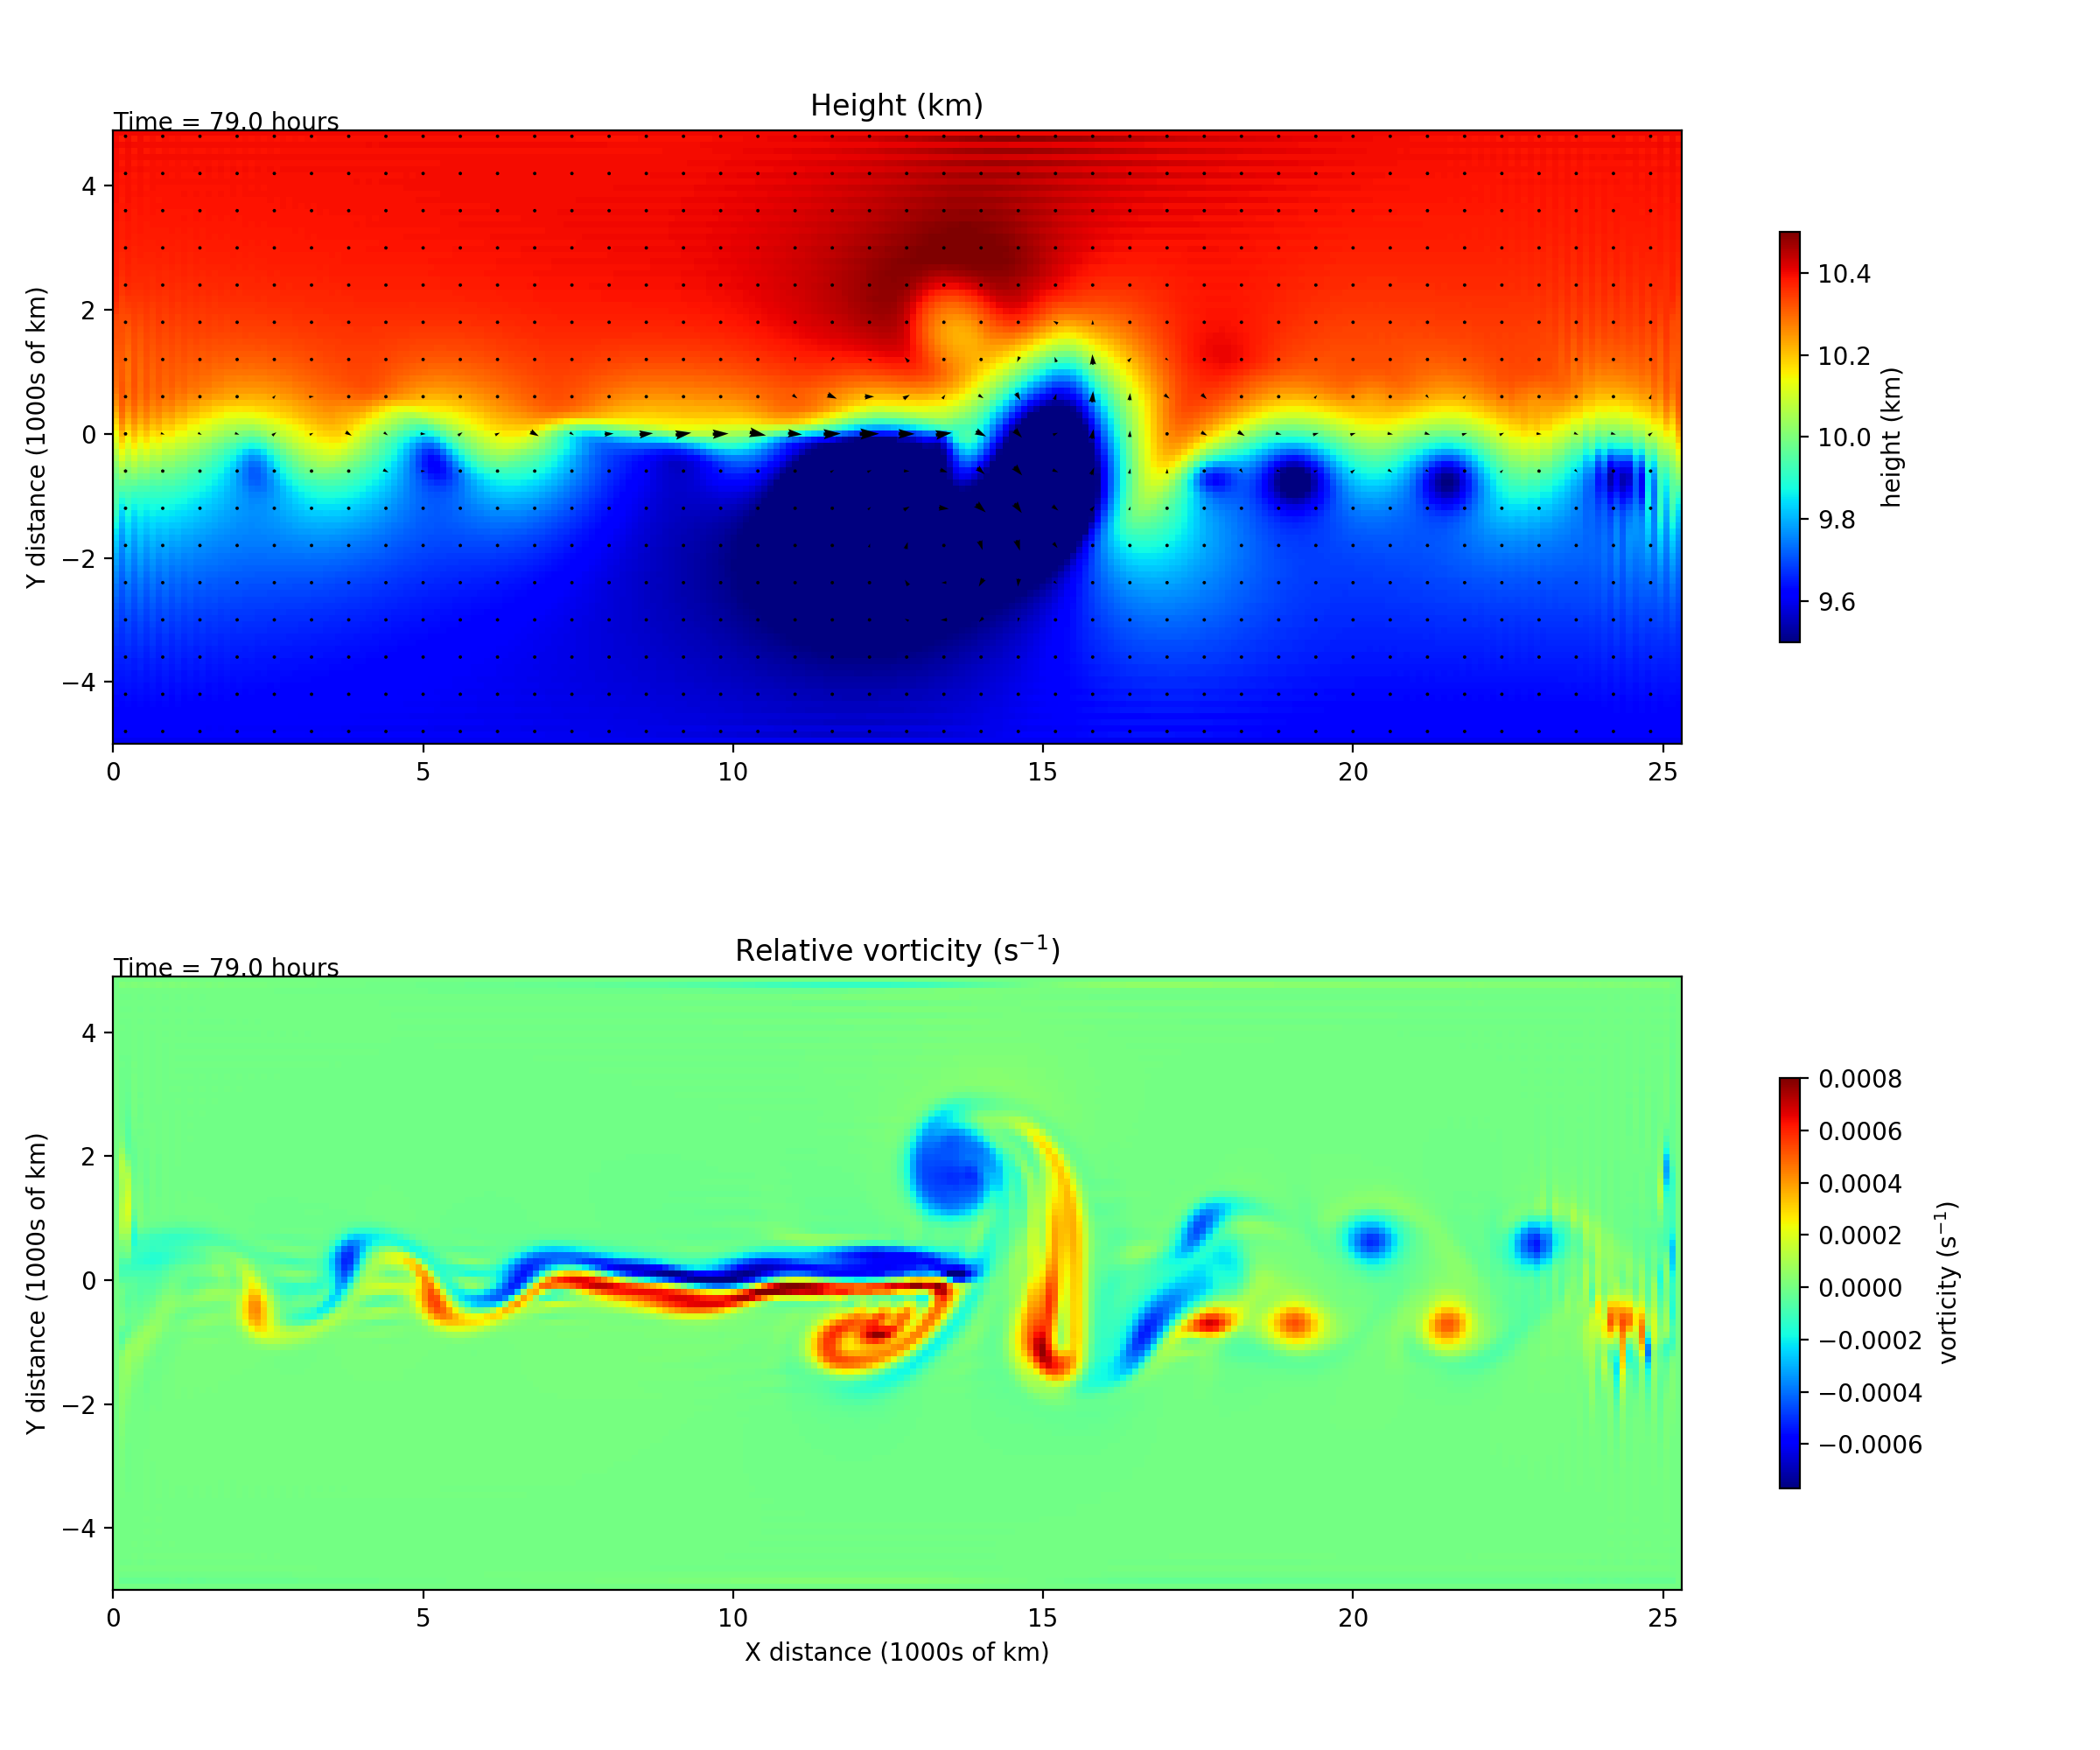 Height (km)
Time = 79.0 hours
Y distance (1000s of km)
4
2
0
−2
−4
0 5 10 15 20 25
10.4
10.2
10.0
9.8
9.6
height (km)
Relative vorticity (s⁻¹)
Time = 79.0 hours
Y distance (1000s of km)
4
2
0
−2
−4
0 5 10 15 20 25
X distance (1000s of km)
0.0008
0.0006
0.0004
0.0002
0.0000
−0.0002
−0.0004
−0.0006
vorticity (s⁻¹)